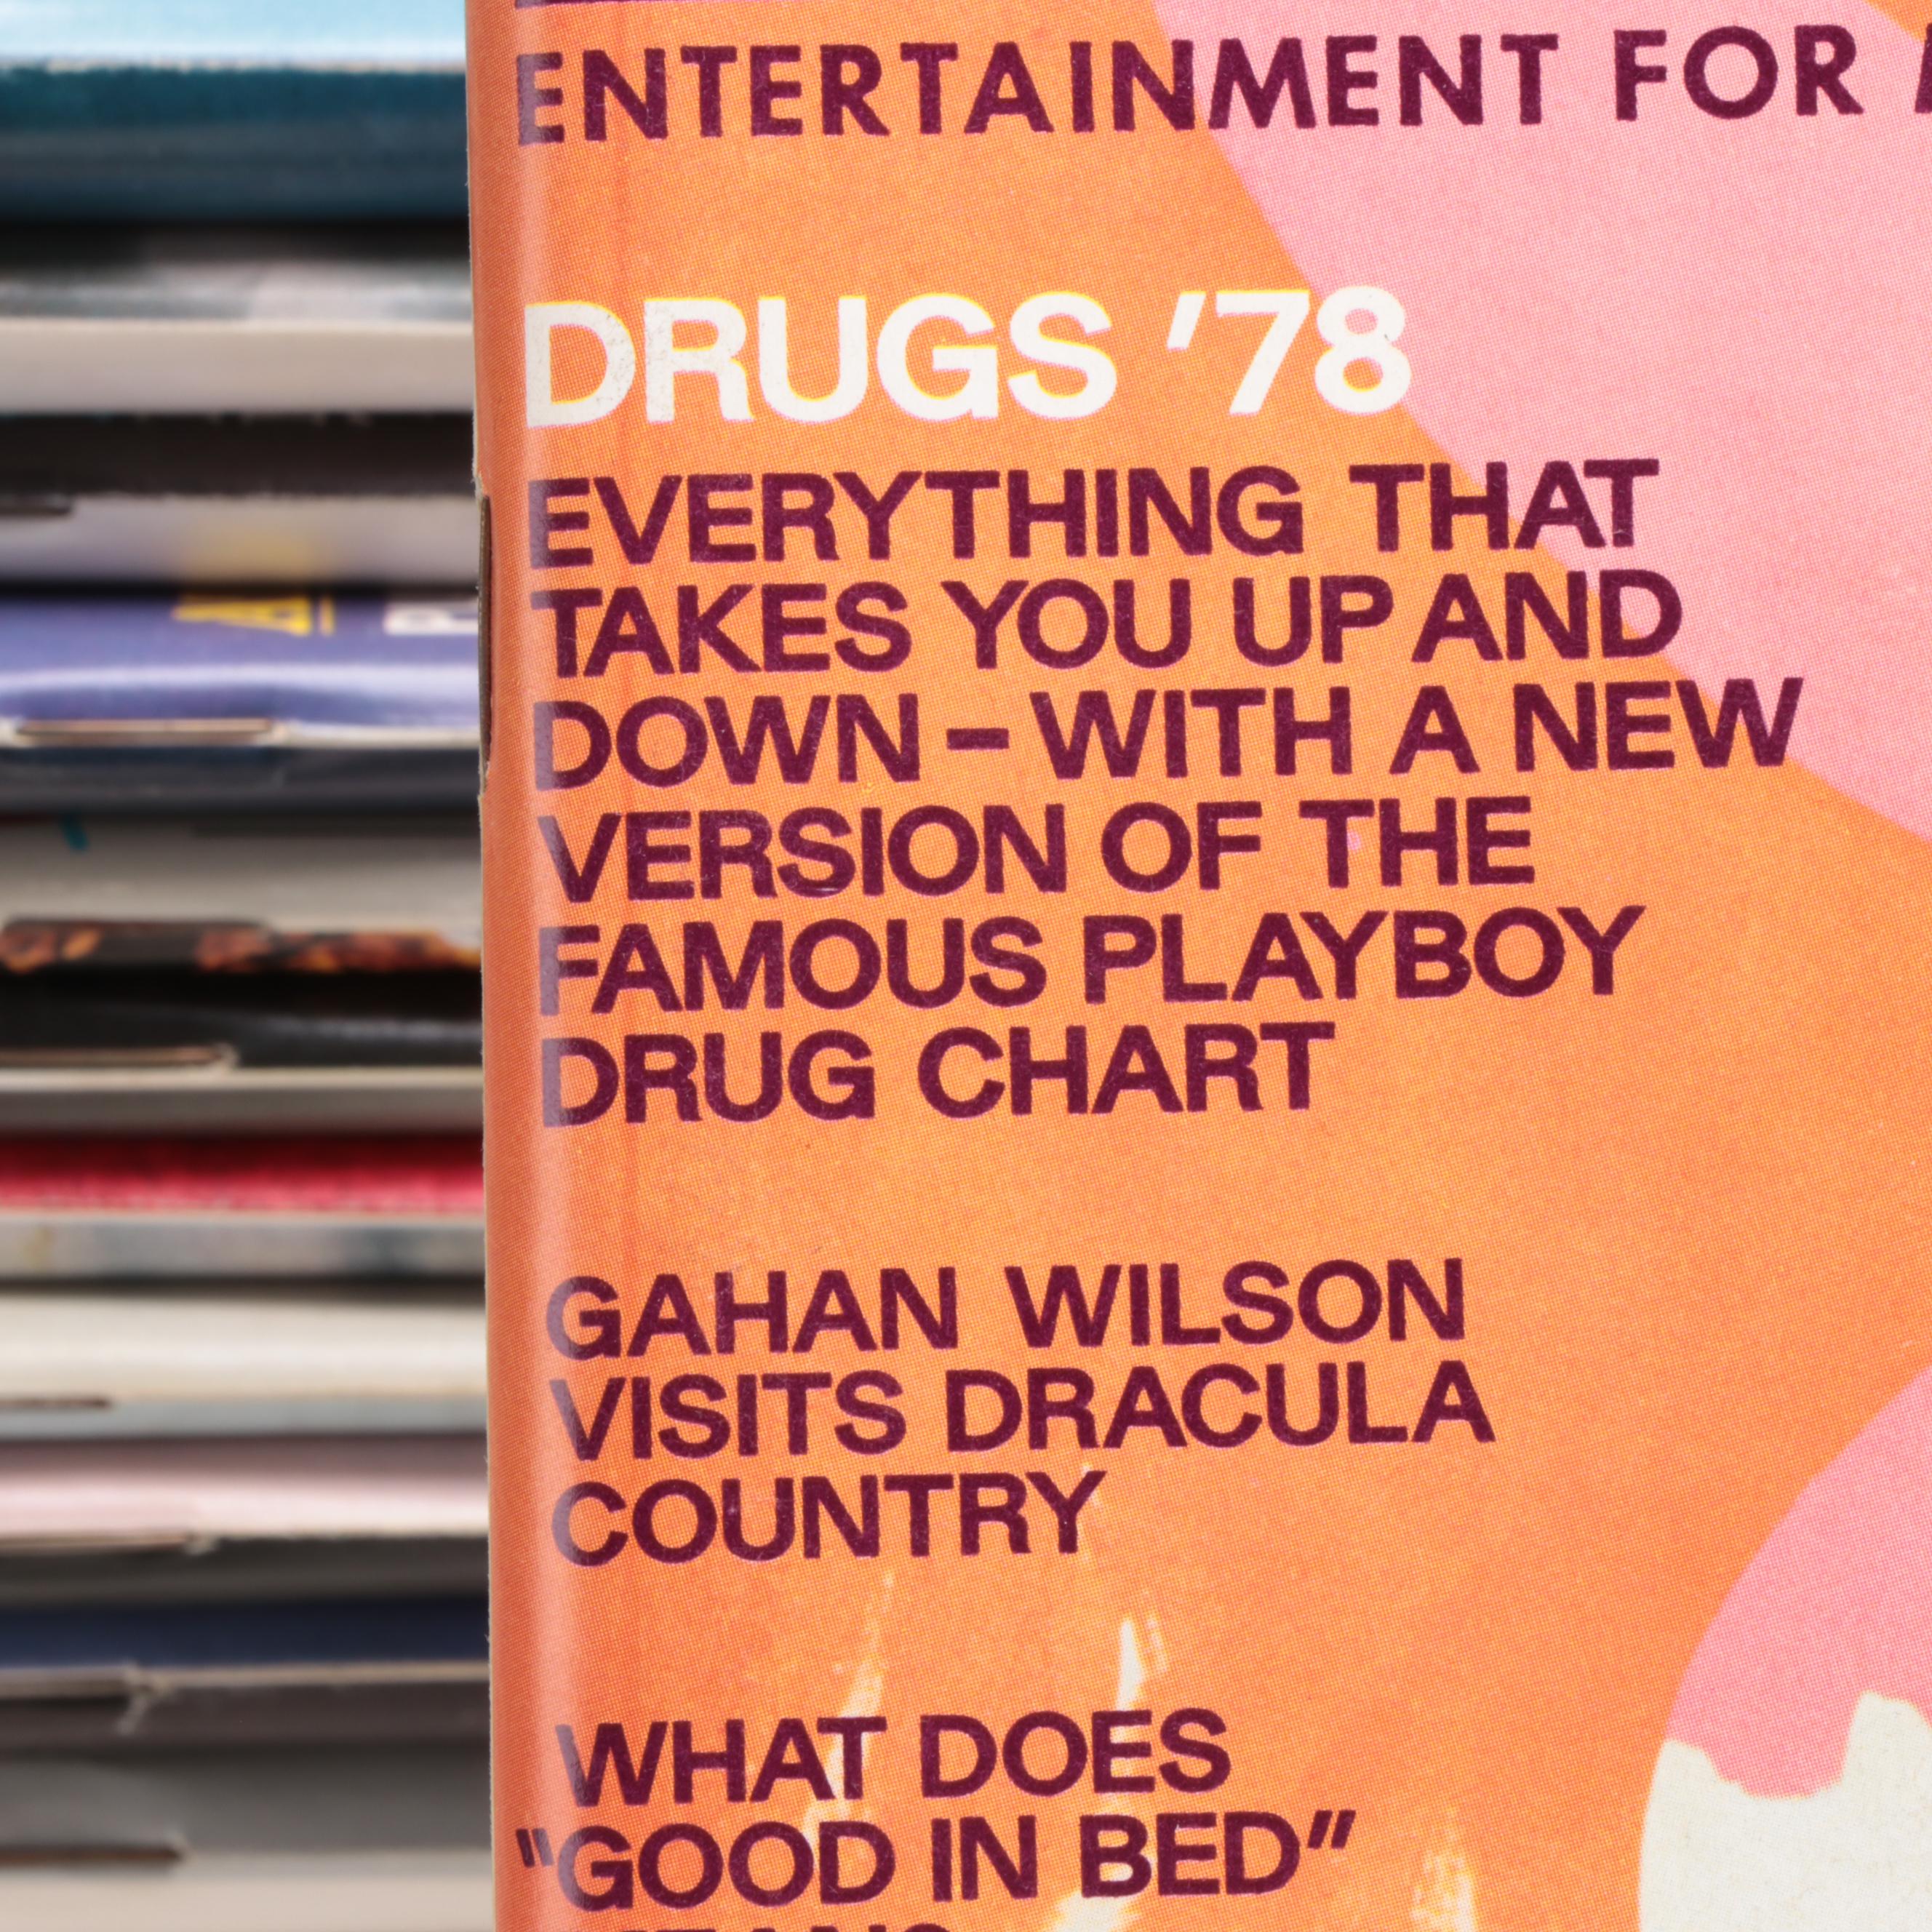 ENTERTAINMENT FOR
DRUGS '78
EVERYTHING THAT
TAKES YOU UP AND
DOWN – WITH A NEW
VERSION OF THE
FAMOUS PLAYBOY
DRUG CHART
GAHAN WILSON
VISITS DRACULA
COUNTRY
WHAT DOES
"GOOD IN BED"